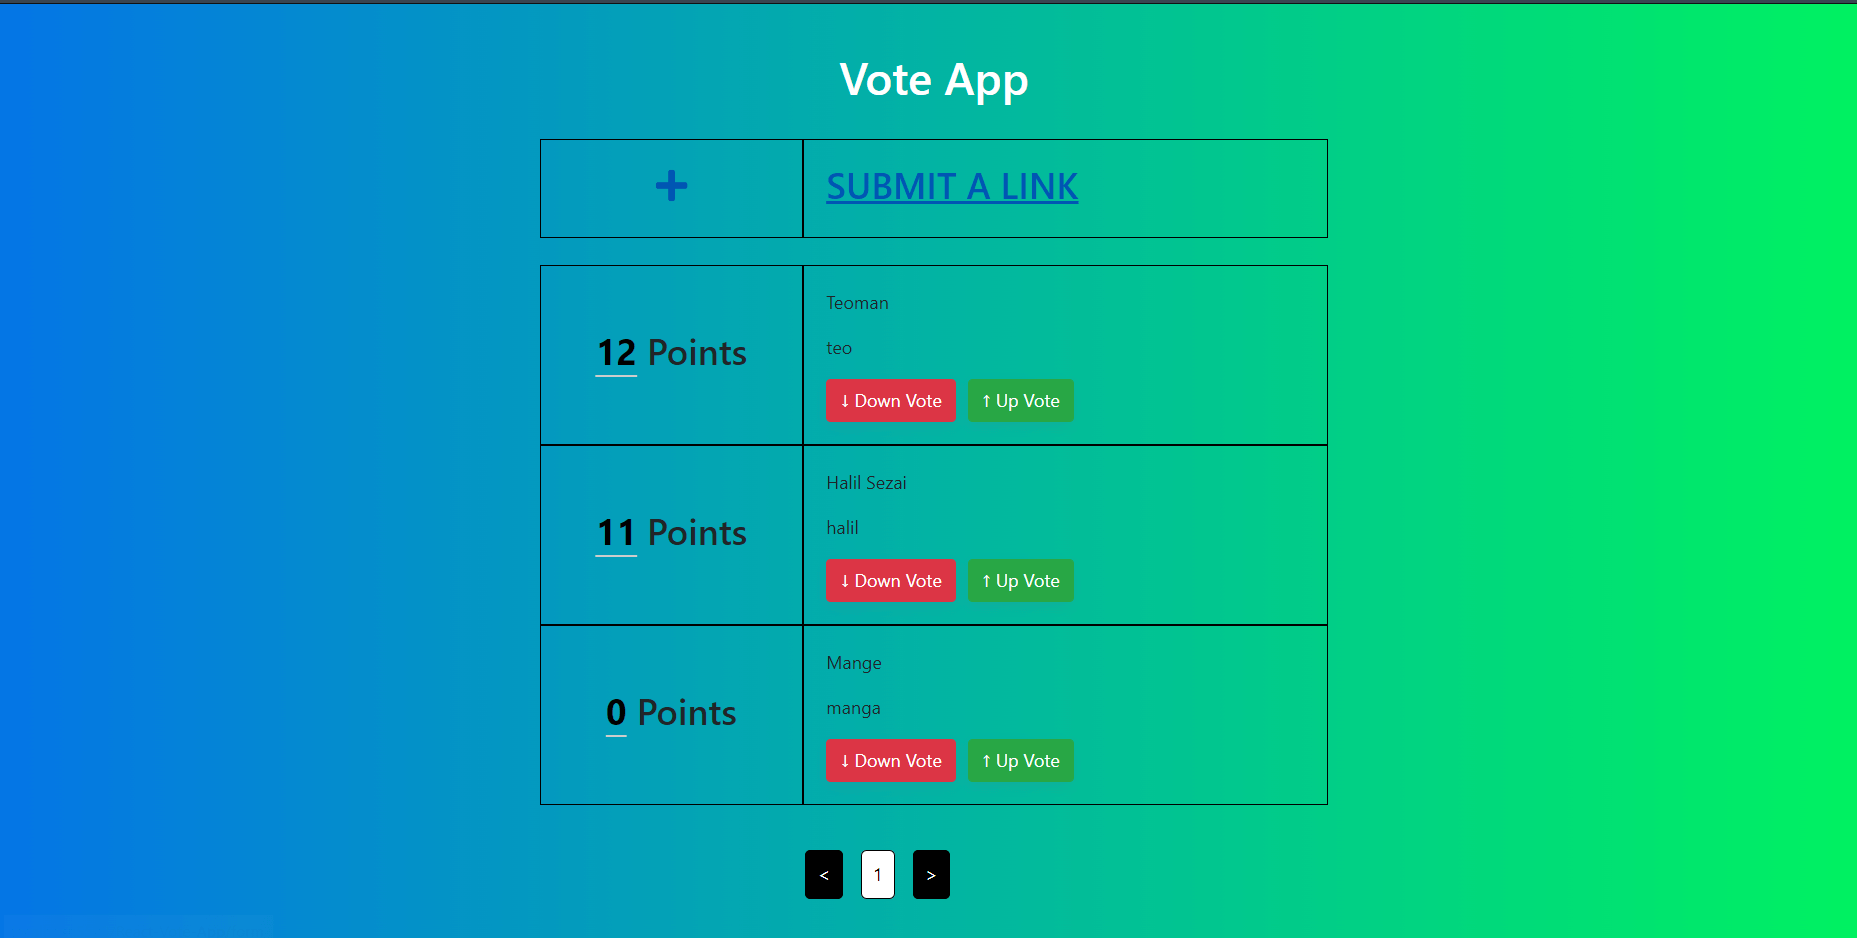 Vote App
SUBMIT A LINK
12 Points
Teoman
teo
↓ Down Vote ↑ Up Vote
11 Points
Halil Sezai
halil
↓ Down Vote ↑ Up Vote
0 Points
Mange
manga
↓ Down Vote ↑ Up Vote
< 1 >